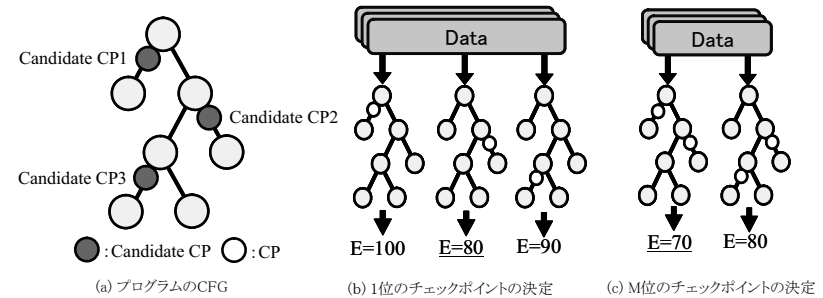 Candidate CP1
Candidate CP2
Candidate CP3
:Candidate CP :CP
(a) プログラムのCFG
Data
E=100 E=80 E=90
(b) 1位のチェックポイントの決定
Data
E=70 E=80
(c) M位のチェックポイントの決定